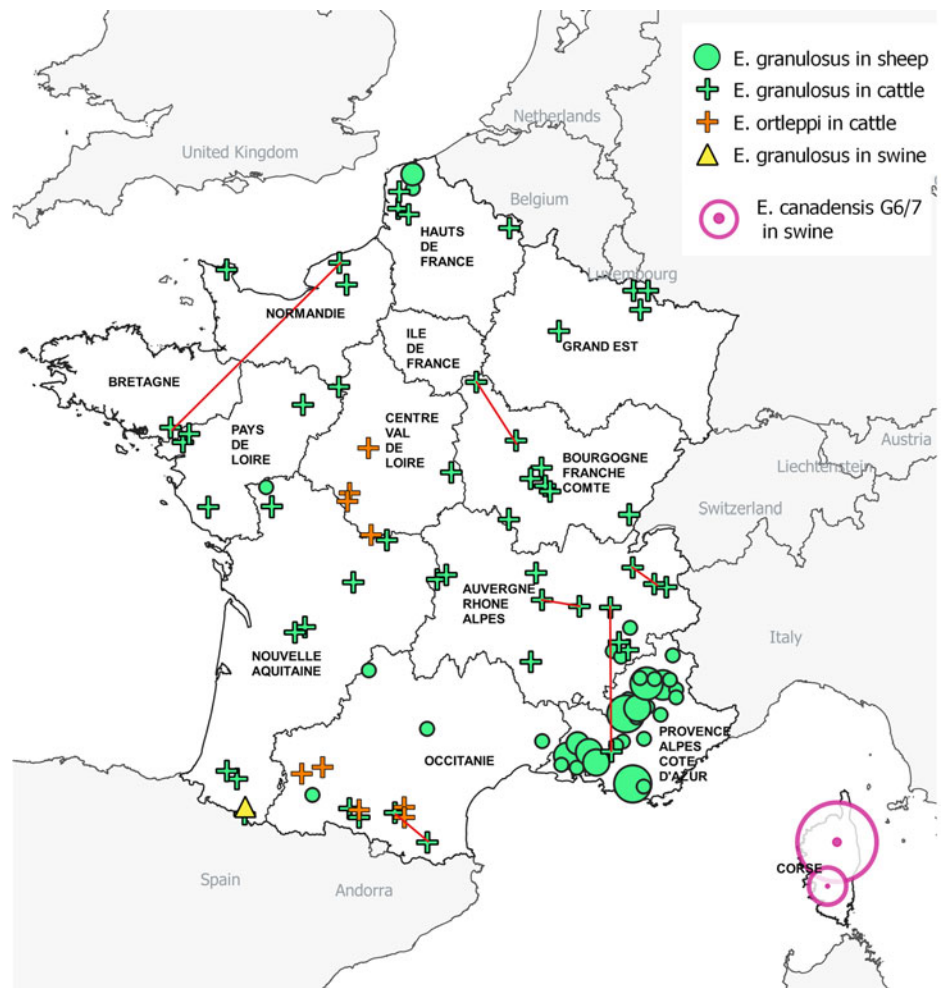 E. granulosus in sheep
E. granulosus in cattle
E. ortleppi in cattle
E. granulosus in swine
E. canadensis G6/7
in swine
Netherlands
United Kingdom
Belgium
HAUTS
DE
FRANCE
Luxembourg
NORMANDIE
ILE
DE
FRANCE
GRAND EST
BRETAGNE
PAYS
DE
LOIRE
CENTRE
VAL
DE
LOIRE
BOURGOGNE
FRANCHE
COMTE
Austria
Liechtenstein
Switzerland
AUVERGNE
RHONE
ALPES
Italy
NOUVELLE
AQUITAINE
OCCITANIE
PROVENCE
ALPES
COTE
D'AZUR
CORSE
Spain
Andorra